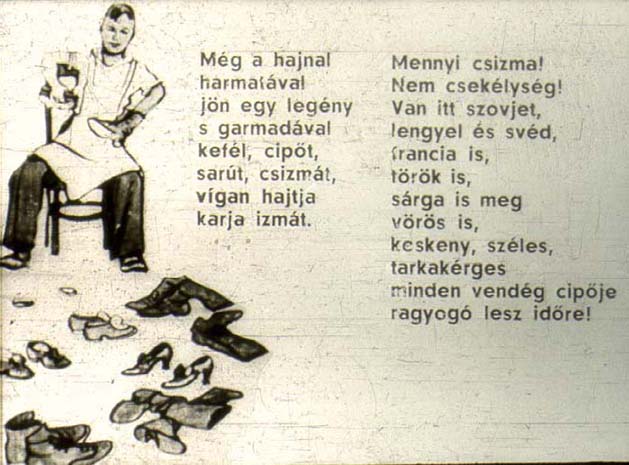 Még a hajnal
harmatával
jön egy legény
s garmadával
kefél, cipőt,
sarút, csizmát,
vígan hajtja
karja izmát.
Mennyi csizma!
Nem csekélység!
Van itt szovjet,
lengyel és svéd,
francia is,
török is,
sárga is meg
vörös is,
keskeny, széles,
tarkakérges
minden vendég cipője
ragyogó lesz időre!